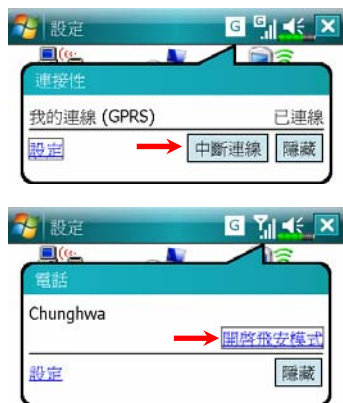 設定 G G
連接性
我的連線 (GPRS) 已連線
設定 中斷連線 隱藏
設定 G
電話
Chunghwa
開啓飛安模式
設定 隱藏